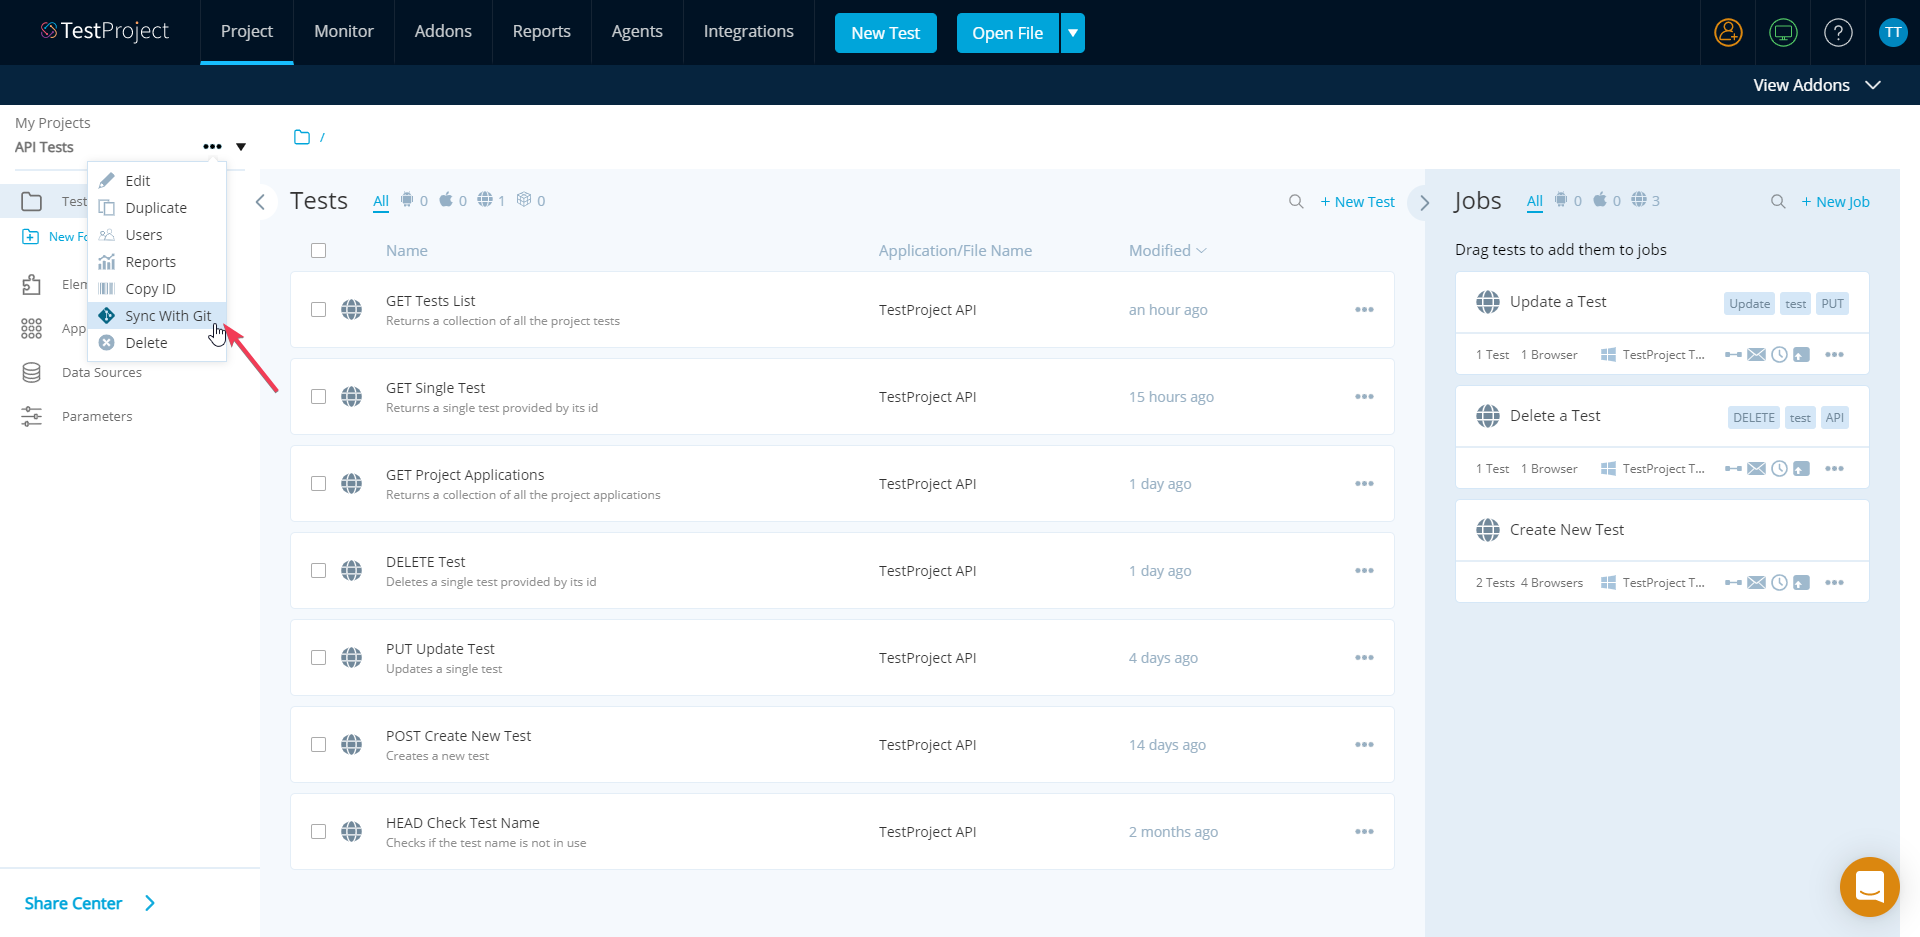 TestProject
Project
Monitor
Addons
Reports
Agents
Integrations
New Test
Open File
?
TT
View Addons
My Projects
API Tests
/
Edit
Duplicate
Users
Reports
Copy ID
Sync With Git
Delete
Test
New Fo
Elem
App
Data Sources
Parameters
Share Center
Tests
All 0 0 1 0
+ New Test
Name Application/File Name Modified
GET Tests List
Returns a collection of all the project tests
TestProject API
an hour ago
GET Single Test
Returns a single test provided by its id
TestProject API
15 hours ago
GET Project Applications
Returns a collection of all the project applications
TestProject API
1 day ago
DELETE Test
Deletes a single test provided by its id
TestProject API
1 day ago
PUT Update Test
Updates a single test
TestProject API
4 days ago
POST Create New Test
Creates a new test
TestProject API
14 days ago
HEAD Check Test Name
Checks if the test name is not in use
TestProject API
2 months ago
Jobs
All 0 0 3
+ New Job
Drag tests to add them to jobs
Update a Test
Update test PUT
1 Test 1 Browser TestProject T...
Delete a Test
DELETE test API
1 Test 1 Browser TestProject T...
Create New Test
2 Tests 4 Browsers TestProject T...